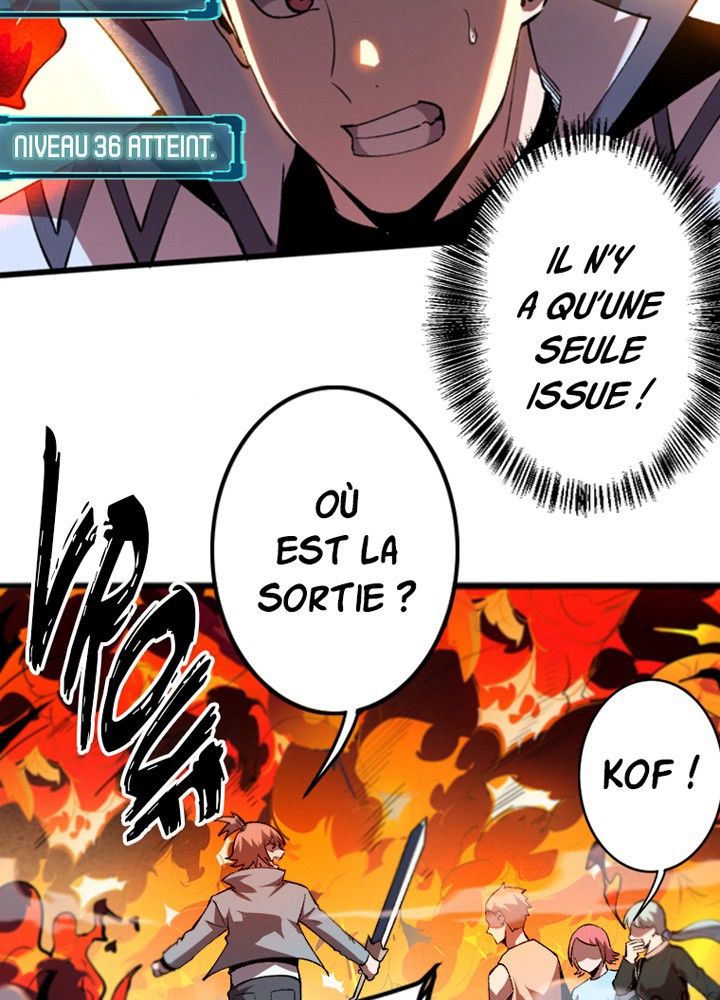 NIVEAU 36 ATTEINT.
IL N'Y
A QU'UNE
SEULE
ISSUE !
OÙ
EST LA
SORTIE ?
VROUF
KOF !